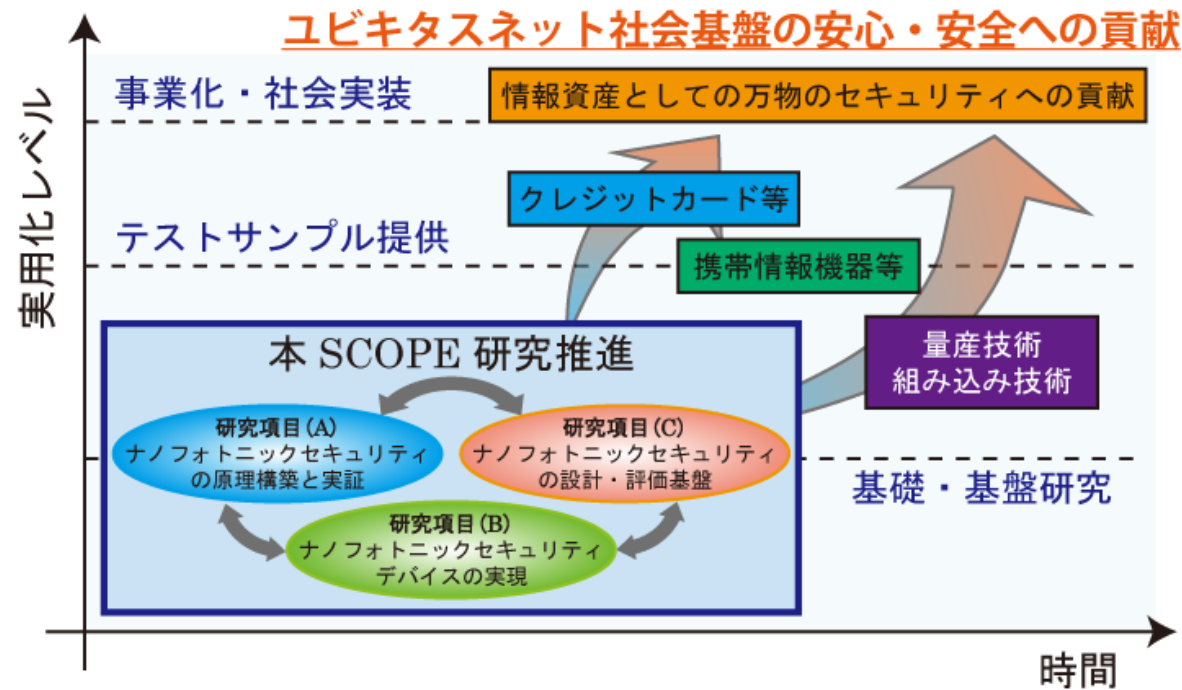 ユビキタスネット社会基盤の安心・安全への貢献
事業化・社会実装
情報資産としての万物のセキュリティへの貢献
実用化レベル
クレジットカード等
テストサンプル提供
携帯情報機器等
量産技術
組み込み技術
本 SCOPE 研究推進
研究項目(A)
ナノフォトニックセキュリティ
の原理構築と実証
研究項目(C)
ナノフォトニックセキュリティ
の設計・評価基盤
研究項目(B)
ナノフォトニックセキュリティ
デバイスの実現
基礎・基盤研究
時間